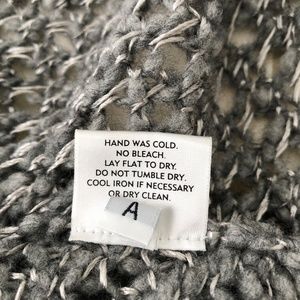 HAND WAS COLD.
NO BLEACH.
LAY FLAT TO DRY.
DO NOT TUMBLE DRY.
COOL IRON IF NECESSARY
OR DRY CLEAN.
A